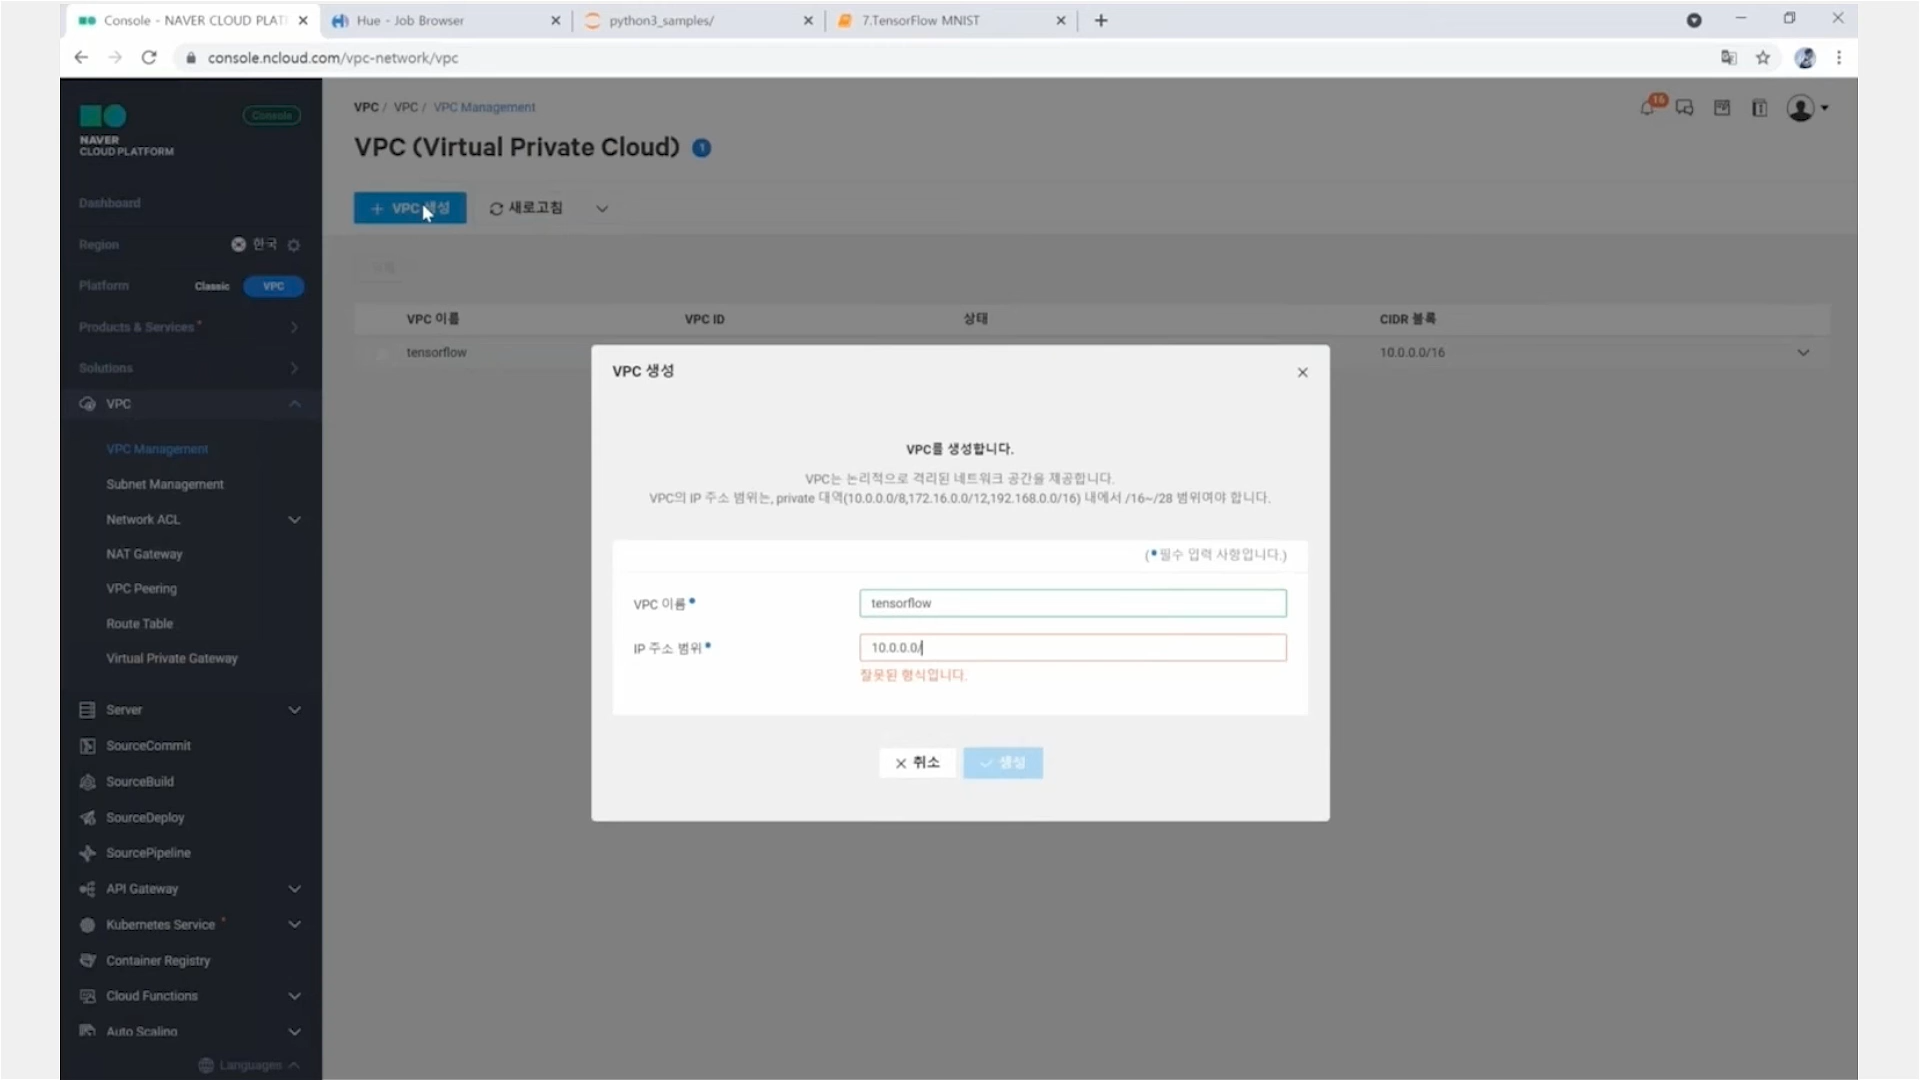 Console - NAVER CLOUD PLAT
Hue - Job Browser
python3_samples/
7.TensorFlow MNIST
console.ncloud.com/vpc-network/vpc
NAVER
CLOUD PLATFORM
Console
Dashboard
Region
한국
Platform
Classic
VPC
Products & Services
Solutions
VPC
VPC Management
Subnet Management
Network ACL
NAT Gateway
VPC Peering
Route Table
Virtual Private Gateway
Server
SourceCommit
SourceBuild
SourceDeploy
SourcePipeline
API Gateway
Kubernetes Service
Container Registry
Cloud Functions
Auto Scaling
Languages
VPC / VPC / VPC Management
16
VPC (Virtual Private Cloud) 1
+ VPC 생성
새로고침
VPC 이름
VPC ID
상태
CIDR 블록
tensorflow
10.0.0.0/16
VPC 생성
VPC를 생성합니다.
VPC는 논리적으로 격리된 네트워크 공간을 제공합니다.
VPC의 IP 주소 범위는, private 대역(10.0.0.0/8,172.16.0.0/12,192.168.0.0/16) 내에서 /16~/28 범위여야 합니다.
(•필수 입력 사항입니다.)
VPC 이름•
tensorflow
IP 주소 범위•
10.0.0.0/
잘못된 형식입니다.
취소
생성